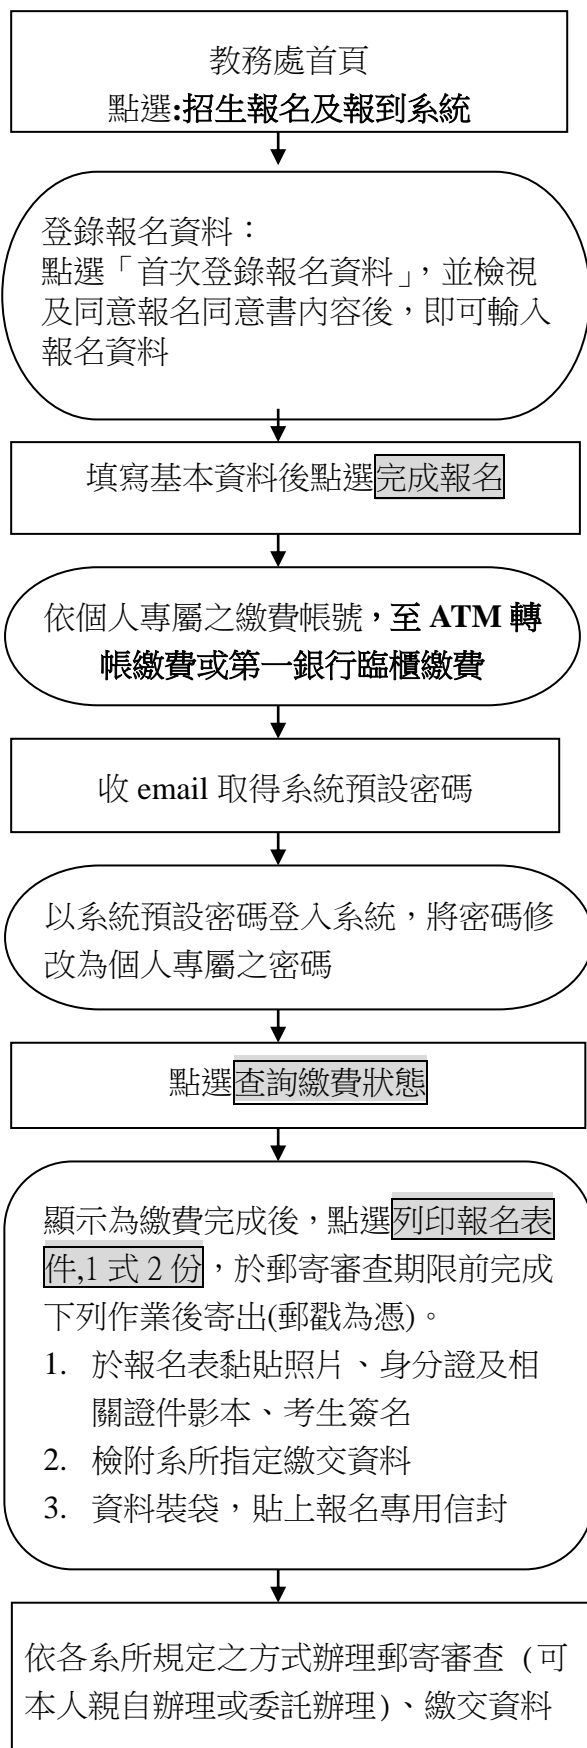 教務處首頁
點選:招生報名及報到系統
登錄報名資料：
點選「首次登錄報名資料」，並檢視
及同意報名同意書內容後，即可輸入
報名資料
填寫基本資料後點選完成報名
依個人專屬之繳費帳號，至 ATM 轉
帳繳費或第一銀行臨櫃繳費
收 email 取得系統預設密碼
以系統預設密碼登入系統，將密碼修
改為個人專屬之密碼
點選查詢繳費狀態
顯示為繳費完成後，點選列印報名表
件,1 式 2 份，於郵寄審查期限前完成
下列作業後寄出(郵戳為憑)。
1. 於報名表黏貼照片、身分證及相
關證件影本、考生簽名
2. 檢附系所指定繳交資料
3. 資料裝袋，貼上報名專用信封
依各系所規定之方式辦理郵寄審查 (可
本人親自辦理或委託辦理)、繳交資料